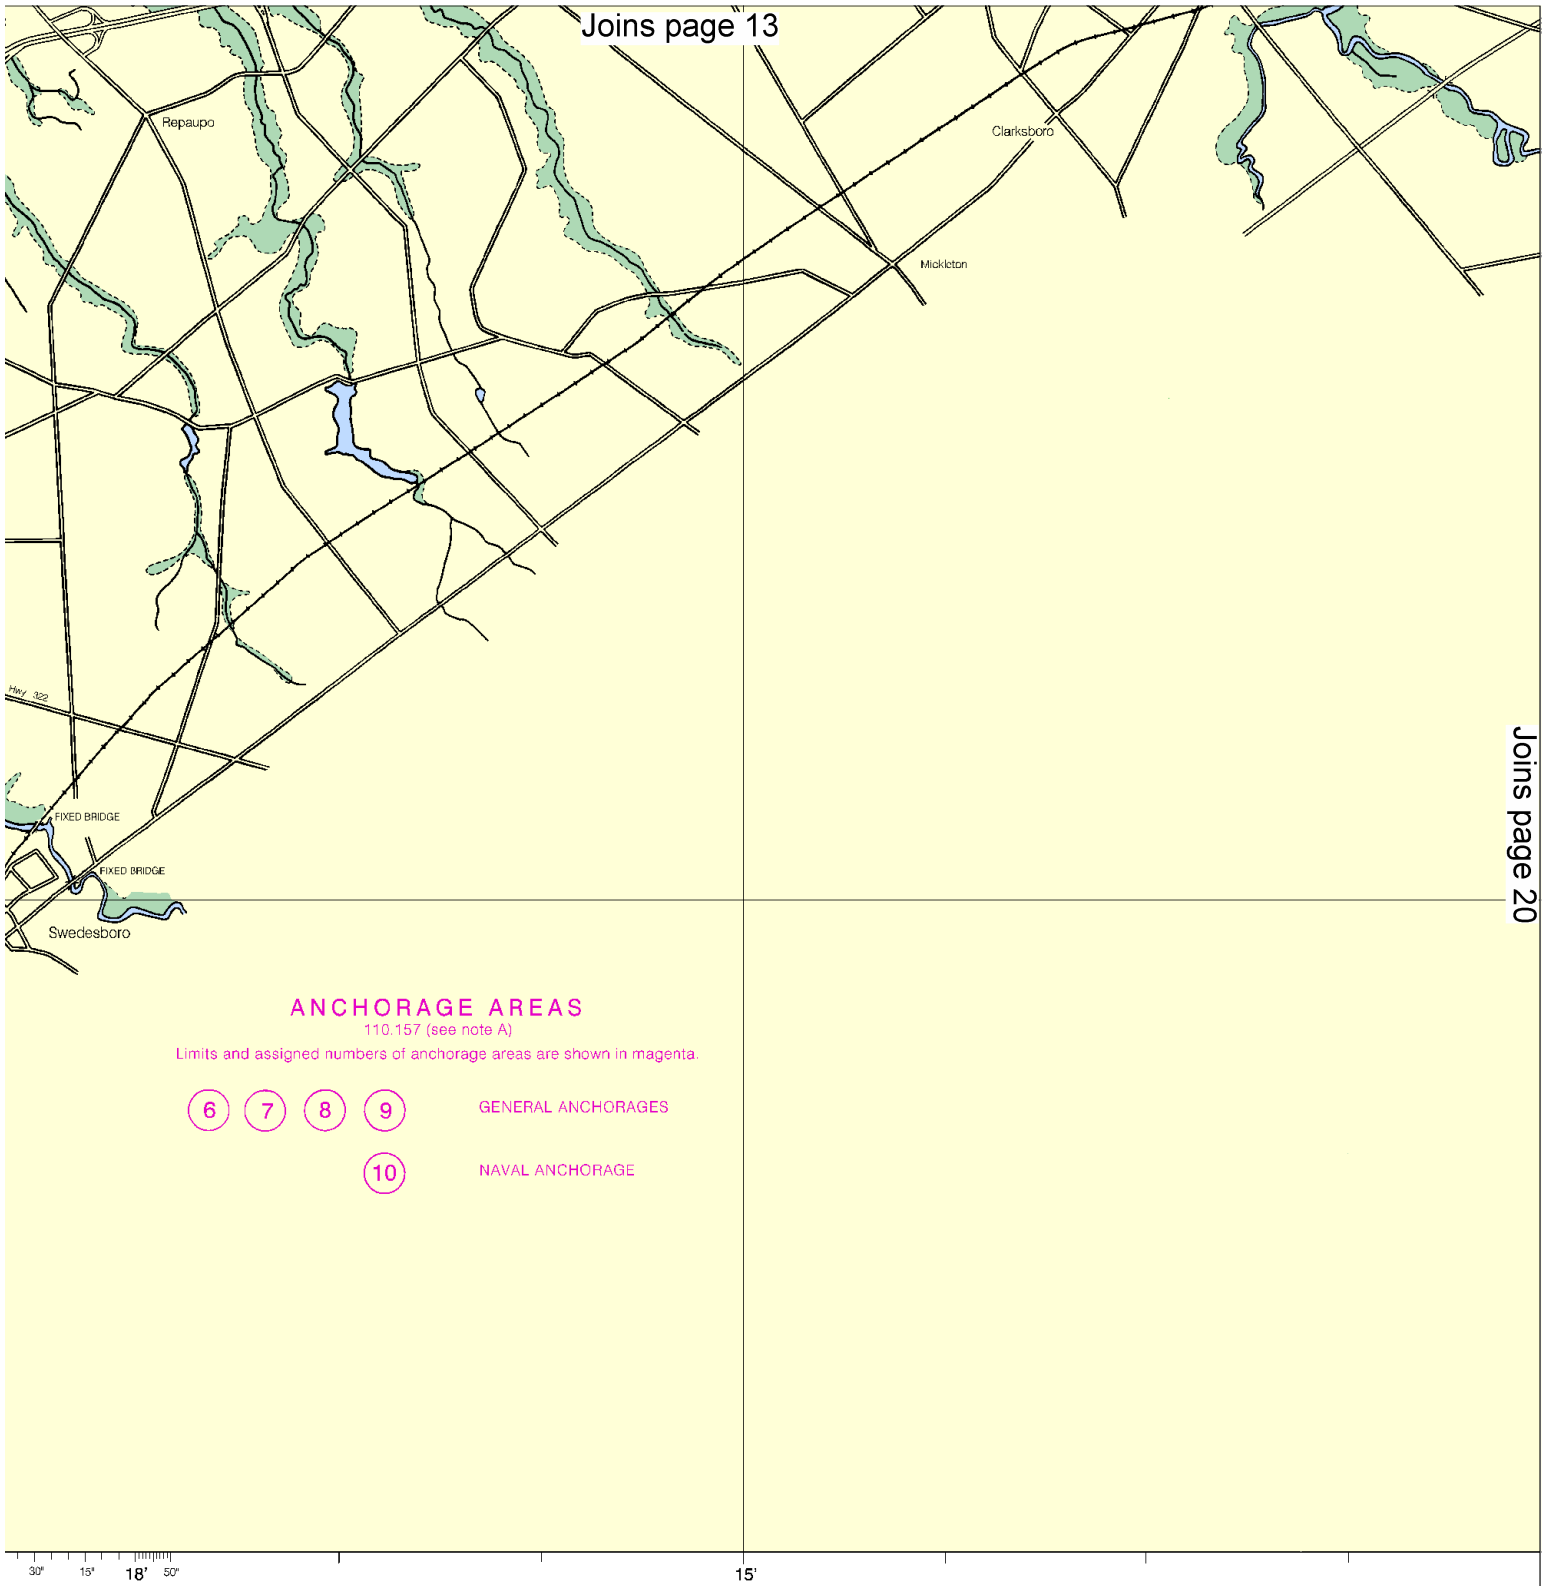 Joins page 13
Repaupo
Clarksboro
Mickleton
Hwy 322
FIXED BRIDGE
FIXED BRIDGE
Swedesboro
Joins page 20
ANCHORAGE AREAS
110.157 (see note A)
Limits and assigned numbers of anchorage areas are shown in magenta.
6 7 8 9 GENERAL ANCHORAGES
10 NAVAL ANCHORAGE
30" 15" 18' 50" 15'